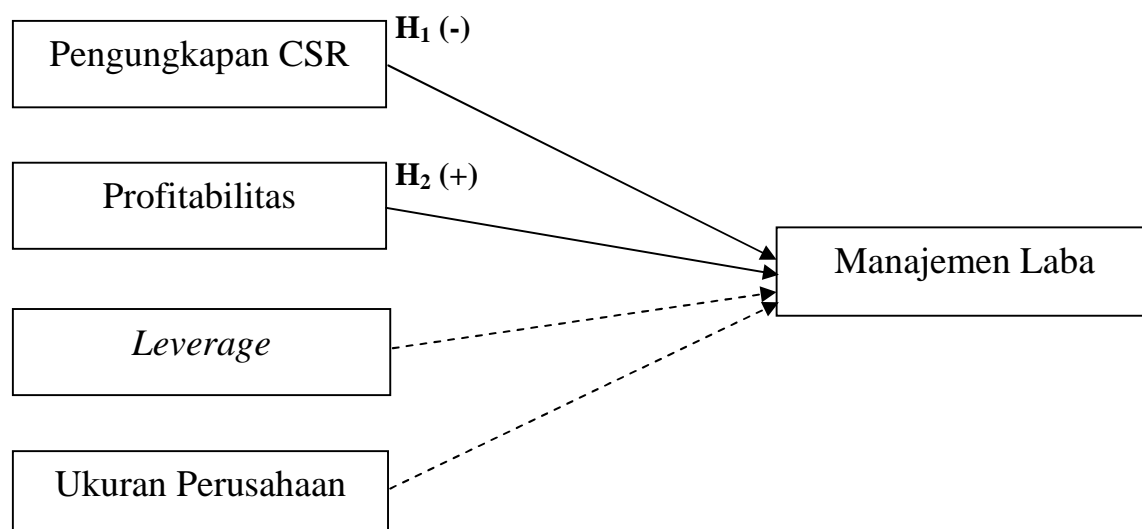 H₁ (-)
Pengungkapan CSR
H₂ (+)
Profitabilitas
Manajemen Laba
Leverage
Ukuran Perusahaan